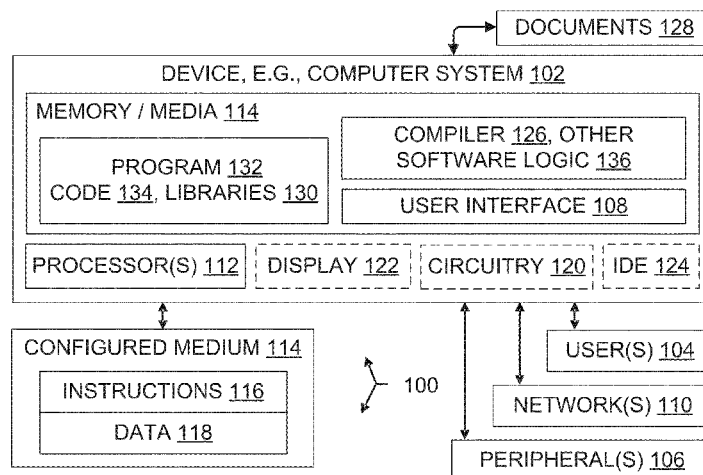 DOCUMENTS 128
DEVICE, E.G., COMPUTER SYSTEM 102
MEMORY / MEDIA 114
PROGRAM 132
CODE 134, LIBRARIES 130
COMPILER 126, OTHER
SOFTWARE LOGIC 136
USER INTERFACE 108
PROCESSOR(S) 112
DISPLAY 122
CIRCUITRY 120
IDE 124
CONFIGURED MEDIUM 114
INSTRUCTIONS 116
DATA 118
100
USER(S) 104
NETWORK(S) 110
PERIPHERAL(S) 106